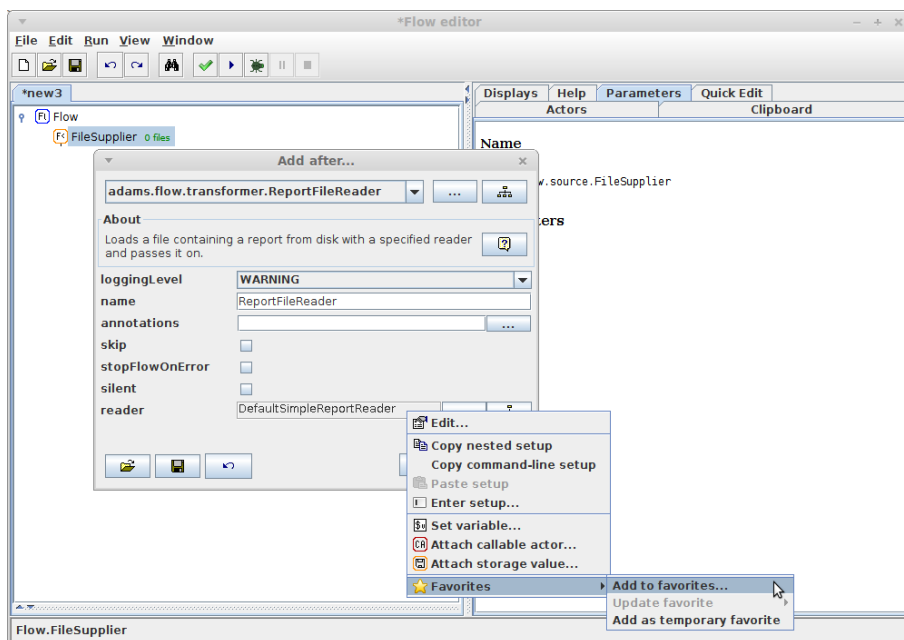 *Flow editor
File Edit Run View Window
*new3
Flow
FileSupplier 0 files
Displays Help Parameters Quick Edit
Actors Clipboard
Name
w.source.FileSupplier
ters
Add after...
adams.flow.transformer.ReportFileReader
...
About
Loads a file containing a report from disk with a specified reader
and passes it on.
loggingLevel WARNING
name ReportFileReader
annotations ...
skip
stopFlowOnError
silent
reader DefaultSimpleReportReader
Edit...
Copy nested setup
Copy command-line setup
Paste setup
Enter setup...
Set variable...
Attach callable actor...
Attach storage value...
Favorites
Add to favorites...
Update favorite
Add as temporary favorite
Flow.FileSupplier